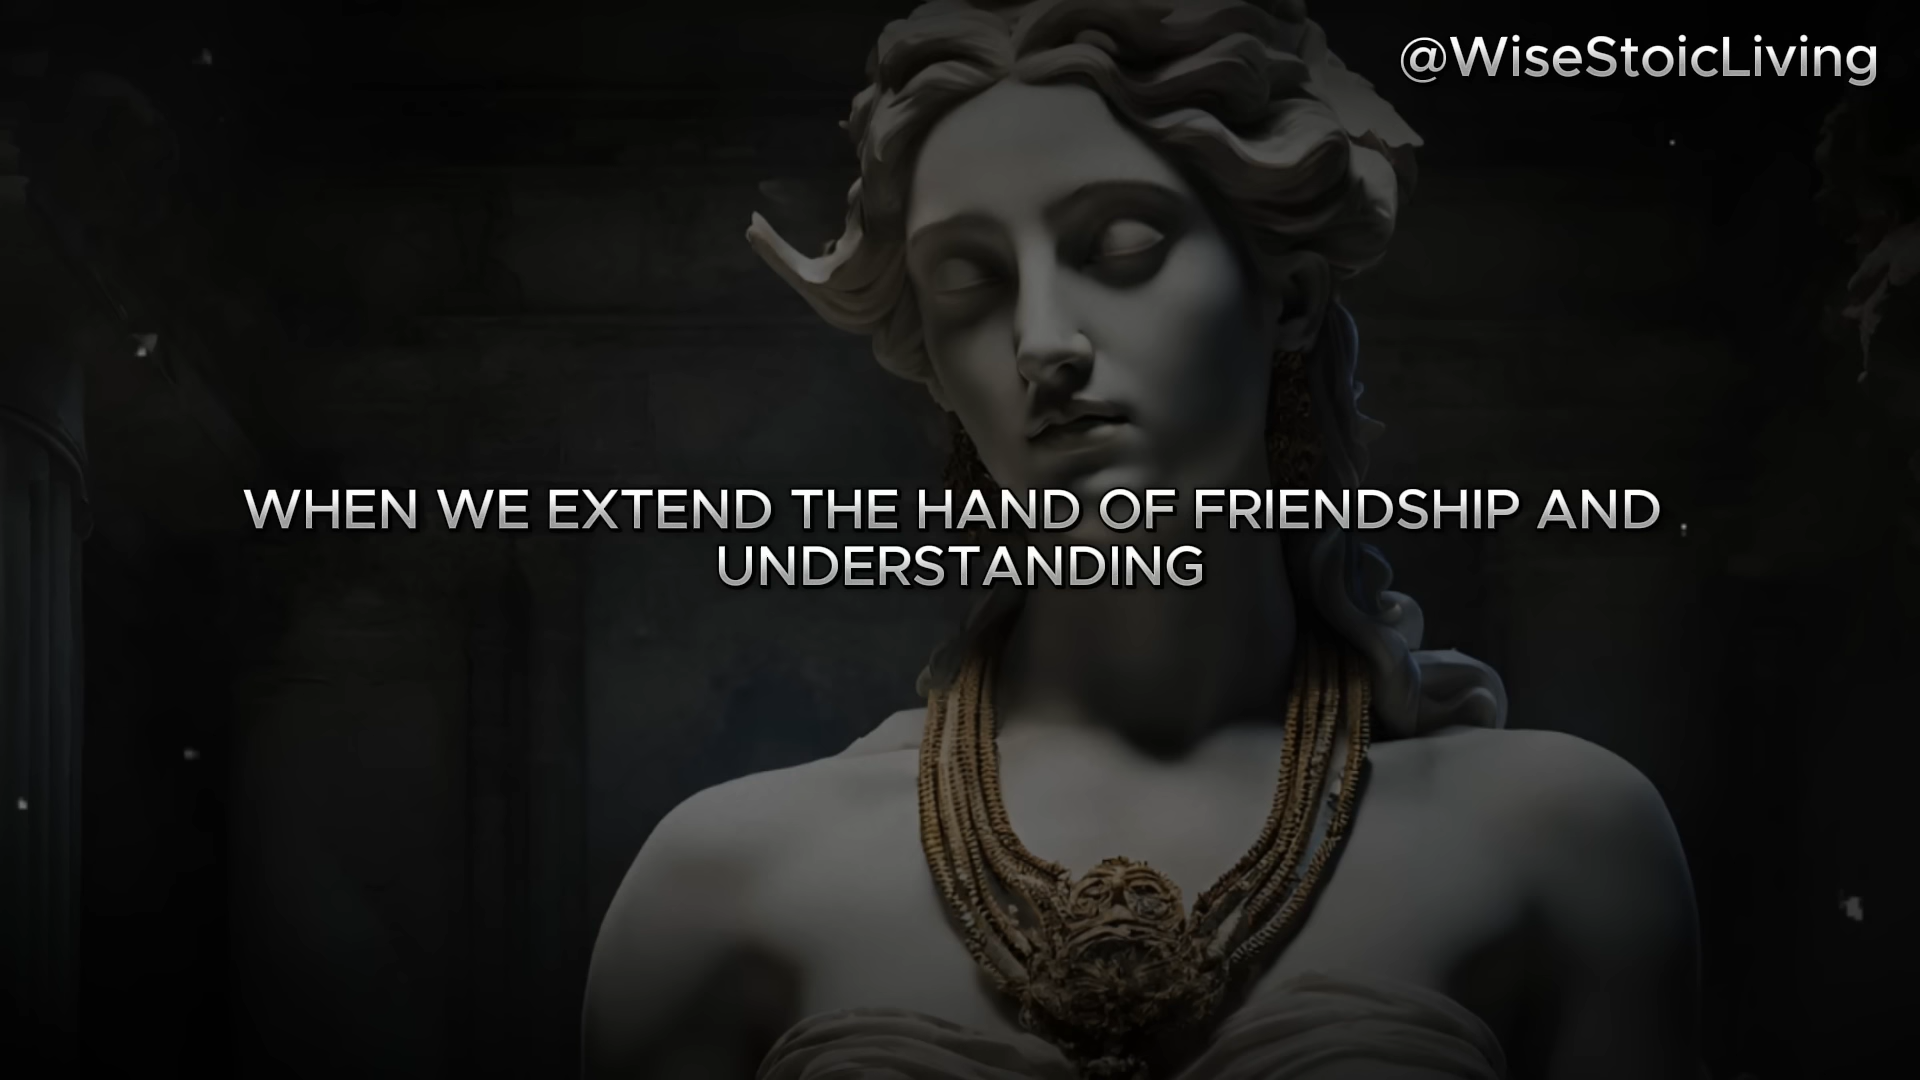 @WiseStoicLiving
WHEN WE EXTEND THE HAND OF FRIENDSHIP AND
UNDERSTANDING